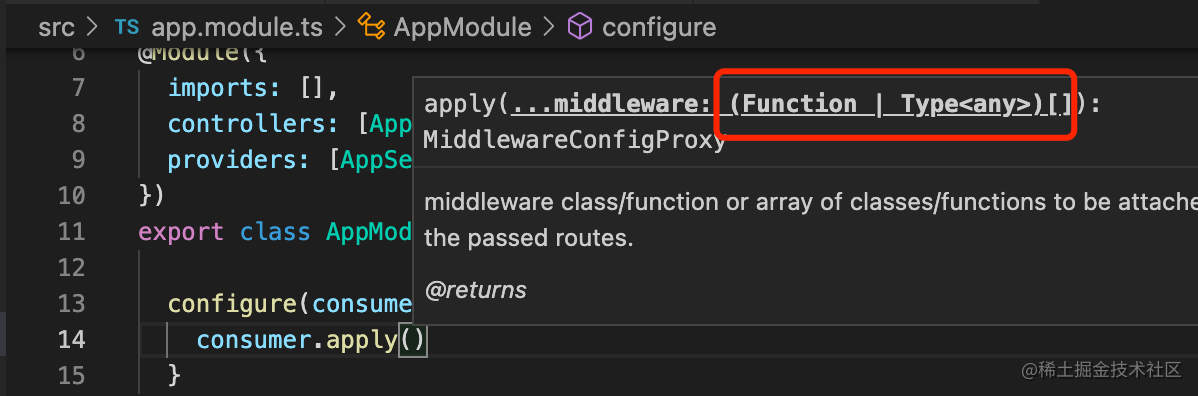 src > TS app.module.ts > AppModule > configure
6 @Module({
7 imports: [],
8 controllers: [App
9 providers: [AppSe
10 })
11 export class AppMod
12
13 configure(consume
14 consumer.apply()
15 }
apply(...middleware: (Function | Type<any>)[]):
MiddlewareConfigProxy
middleware class/function or array of classes/functions to be attache
the passed routes.
@returns
@稀土掘金技术社区